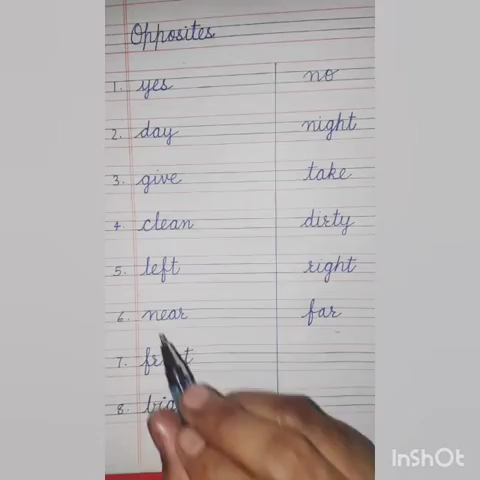 Opposites
1. yes no
2. day night
3. give take
4. clean dirty
5. left right
6. near far
7.
8.
InShOt